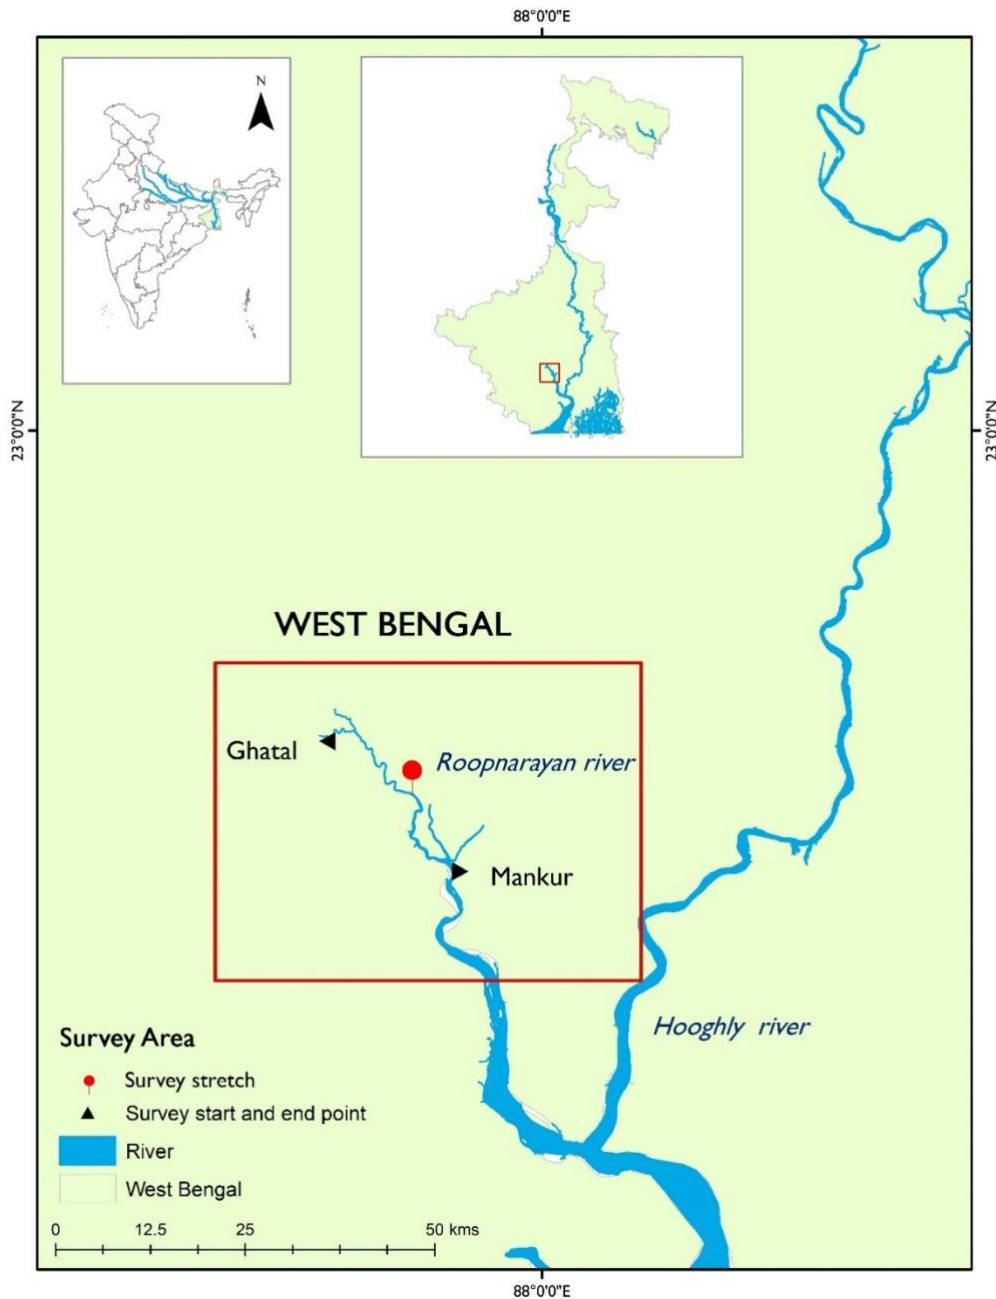 88°0'0"E
N
23°0'0"N
23°0'0"N
WEST BENGAL
Ghatal
Roopnarayan river
Mankur
Hooghly river
Survey Area
Survey stretch
Survey start and end point
River
West Bengal
0 12.5 25 50 kms
88°0'0"E